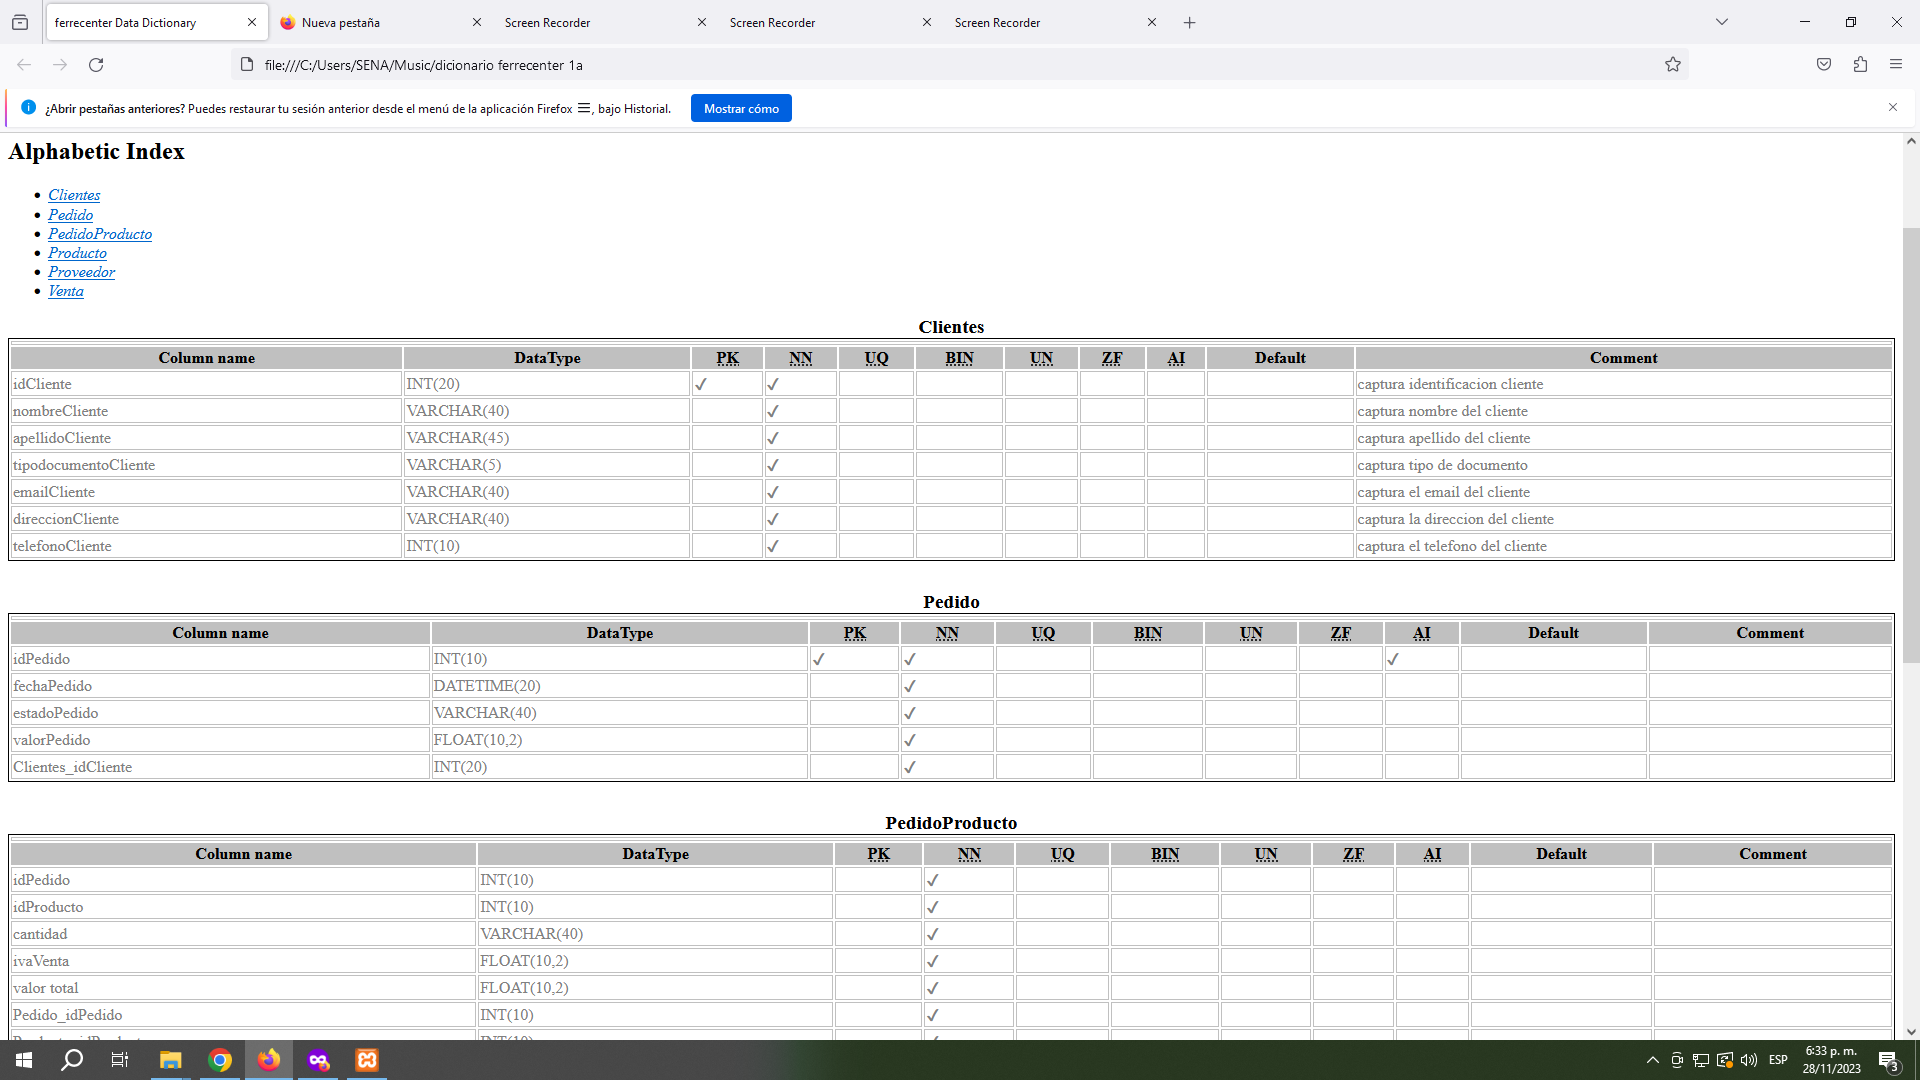 ferrecenter Data Dictionary
Nueva pestaña
Screen Recorder
Screen Recorder
Screen Recorder
file:///C:/Users/SENA/Music/dicionario ferrecenter 1a
¿Abrir pestañas anteriores? Puedes restaurar tu sesión anterior desde el menú de la aplicación Firefox ☰, bajo Historial.
Mostrar cómo
Alphabetic Index
• Clientes
• Pedido
• PedidoProducto
• Producto
• Proveedor
• Venta
Clientes
Column name DataType PK NN UQ BIN UN ZF AI Default Comment
idCliente INT(20) ✓ ✓ captura identificacion cliente
nombreCliente VARCHAR(40) ✓ captura nombre del cliente
apellidoCliente VARCHAR(45) ✓ captura apellido del cliente
tipodocumentoCliente VARCHAR(5) ✓ captura tipo de documento
emailCliente VARCHAR(40) ✓ captura el email del cliente
direccionCliente VARCHAR(40) ✓ captura la direccion del cliente
telefonoCliente INT(10) ✓ captura el telefono del cliente
Pedido
Column name DataType PK NN UQ BIN UN ZF AI Default Comment
idPedido INT(10) ✓ ✓ ✓
fechaPedido DATETIME(20) ✓
estadoPedido VARCHAR(40) ✓
valorPedido FLOAT(10,2) ✓
Clientes_idCliente INT(20) ✓
PedidoProducto
Column name DataType PK NN UQ BIN UN ZF AI Default Comment
idPedido INT(10) ✓
idProducto INT(10) ✓
cantidad VARCHAR(40) ✓
ivaVenta FLOAT(10,2) ✓
valor total FLOAT(10,2) ✓
Pedido_idPedido INT(10) ✓
ESP
6:33 p. m.
28/11/2023
3